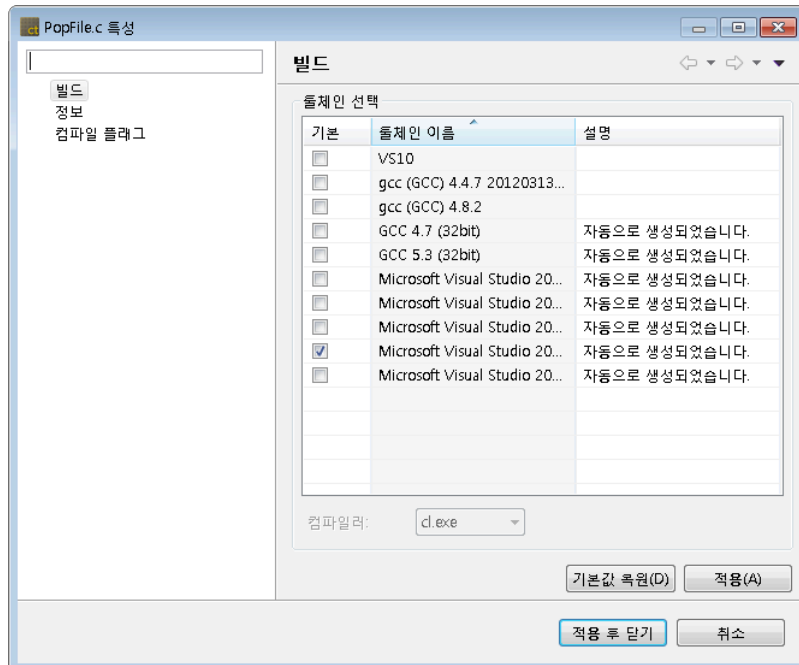 ct PopFile.c 특성
빌드
정보
컴파일 플래그
빌드
툴체인 선택
기본 툴체인 이름 설명
VS10
gcc (GCC) 4.4.7 20120313...
gcc (GCC) 4.8.2
GCC 4.7 (32bit) 자동으로 생성되었습니다.
GCC 5.3 (32bit) 자동으로 생성되었습니다.
Microsoft Visual Studio 20... 자동으로 생성되었습니다.
Microsoft Visual Studio 20... 자동으로 생성되었습니다.
Microsoft Visual Studio 20... 자동으로 생성되었습니다.
Microsoft Visual Studio 20... 자동으로 생성되었습니다.
Microsoft Visual Studio 20... 자동으로 생성되었습니다.
컴파일러: cl.exe
기본값 복원(D) 적용(A)
적용 후 닫기 취소